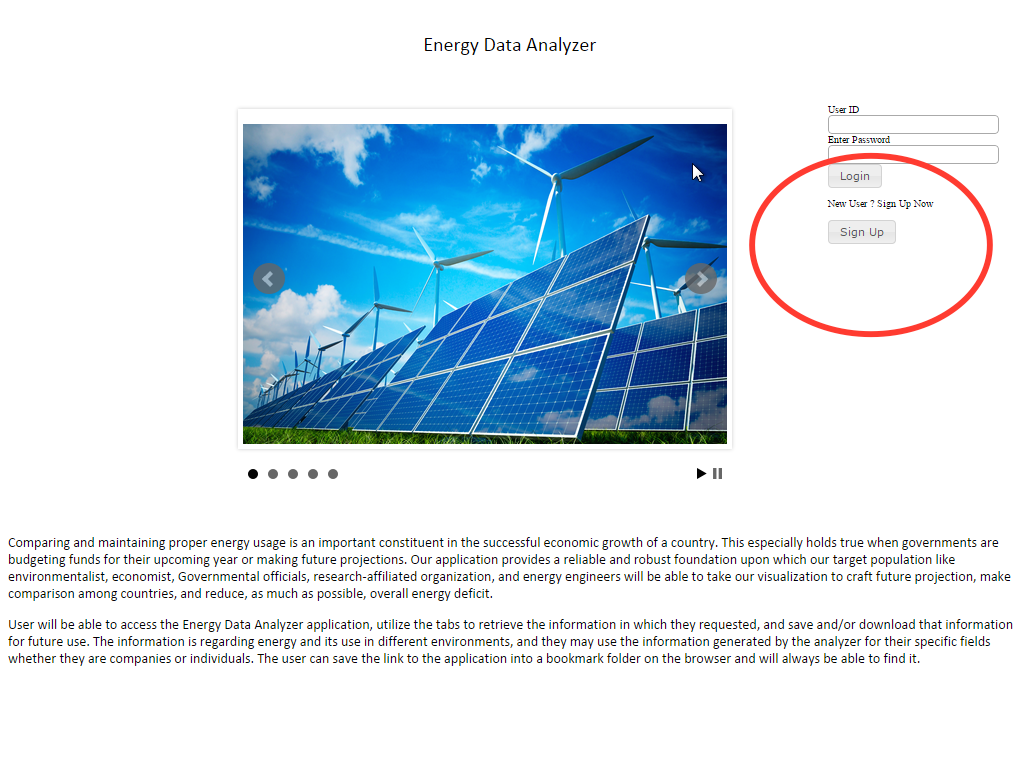 Energy Data Analyzer
User ID
Enter Password
Login
New User ? Sign Up Now
Sign Up
Comparing and maintaining proper energy usage is an important constituent in the successful economic growth of a country. This especially holds true when governments are
budgeting funds for their upcoming year or making future projections. Our application provides a reliable and robust foundation upon which our target population like
environmentalist, economist, Governmental officials, research-affiliated organization, and energy engineers will be able to take our visualization to craft future projection, make
comparison among countries, and reduce, as much as possible, overall energy deficit.
User will be able to access the Energy Data Analyzer application, utilize the tabs to retrieve the information in which they requested, and save and/or download that information
for future use. The information is regarding energy and its use in different environments, and they may use the information generated by the analyzer for their specific fields
whether they are companies or individuals. The user can save the link to the application into a bookmark folder on the browser and will always be able to find it.